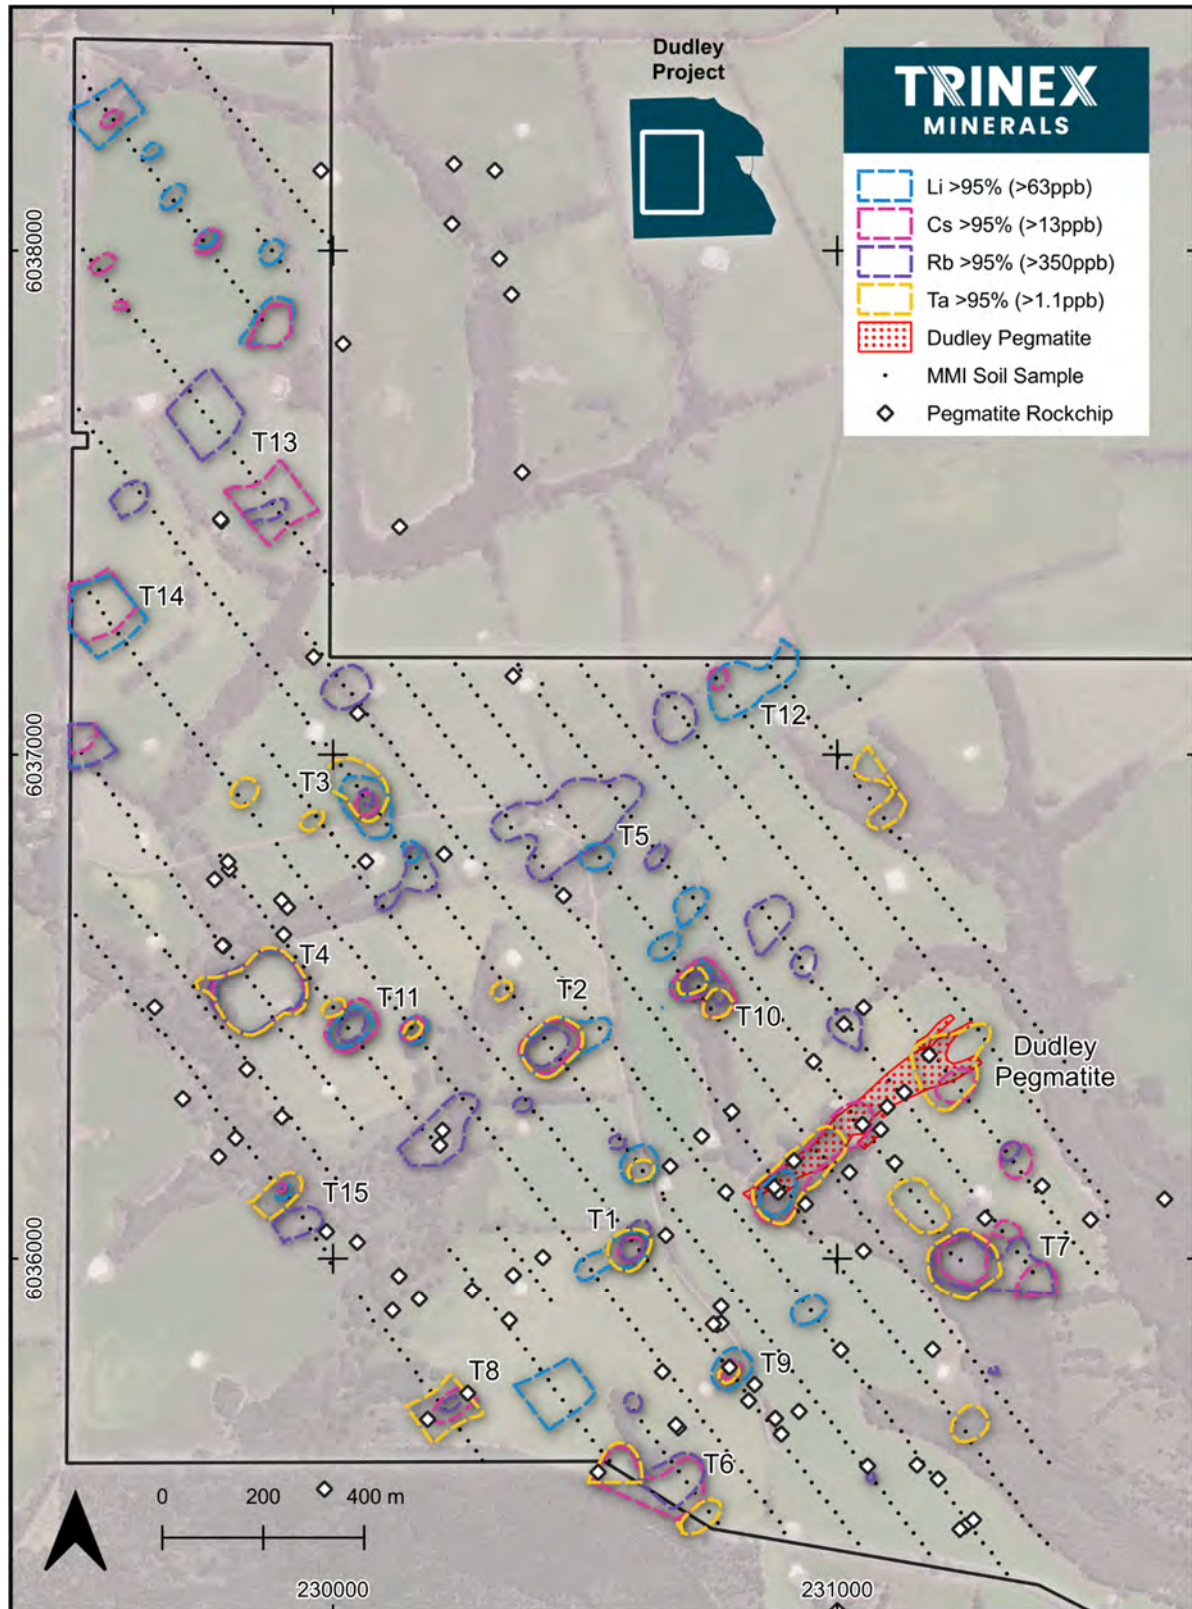 Dudley
Project
TRINEX
MINERALS
Li >95% (>63ppb)
Cs >95% (>13ppb)
Rb >95% (>350ppb)
Ta >95% (>1.1ppb)
Dudley Pegmatite
MMI Soil Sample
Pegmatite Rockchip
6038000
T13
T14
T12
6037000
T3
T5
T4
T11
T2
T10
Dudley
Pegmatite
T15
T1
T7
6036000
T9
T8
T6
0 200 400 m
230000 231000